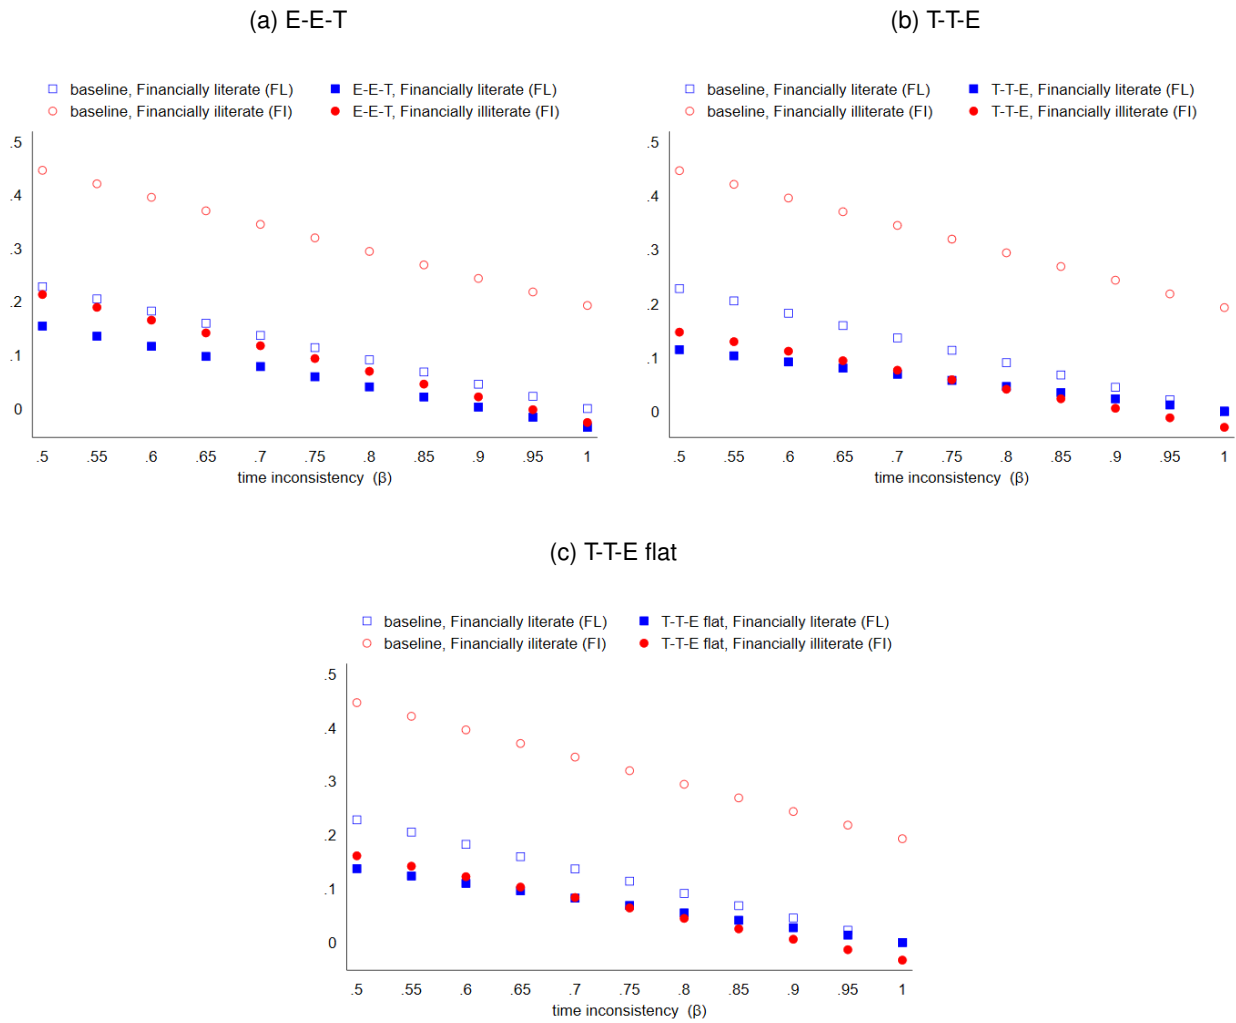 (a) E-E-T
baseline, Financially literate (FL)
E-E-T, Financially literate (FL)
baseline, Financially iliterate (FI)
E-E-T, Financially illiterate (FI)
.5
.4
.3
.2
.1
0
.5 .55 .6 .65 .7 .75 .8 .85 .9 .95 1
time inconsistency (β)
(b) T-T-E
baseline, Financially literate (FL)
T-T-E, Financially literate (FL)
baseline, Financially iliterate (FI)
T-T-E, Financially illiterate (FI)
.5
.4
.3
.2
.1
0
.5 .55 .6 .65 .7 .75 .8 .85 .9 .95 1
time inconsistency (β)
(c) T-T-E flat
baseline, Financially literate (FL)
T-T-E flat, Financially literate (FL)
baseline, Financially iliterate (FI)
T-T-E flat, Financially illiterate (FI)
.5
.4
.3
.2
.1
0
.5 .55 .6 .65 .7 .75 .8 .85 .9 .95 1
time inconsistency (β)